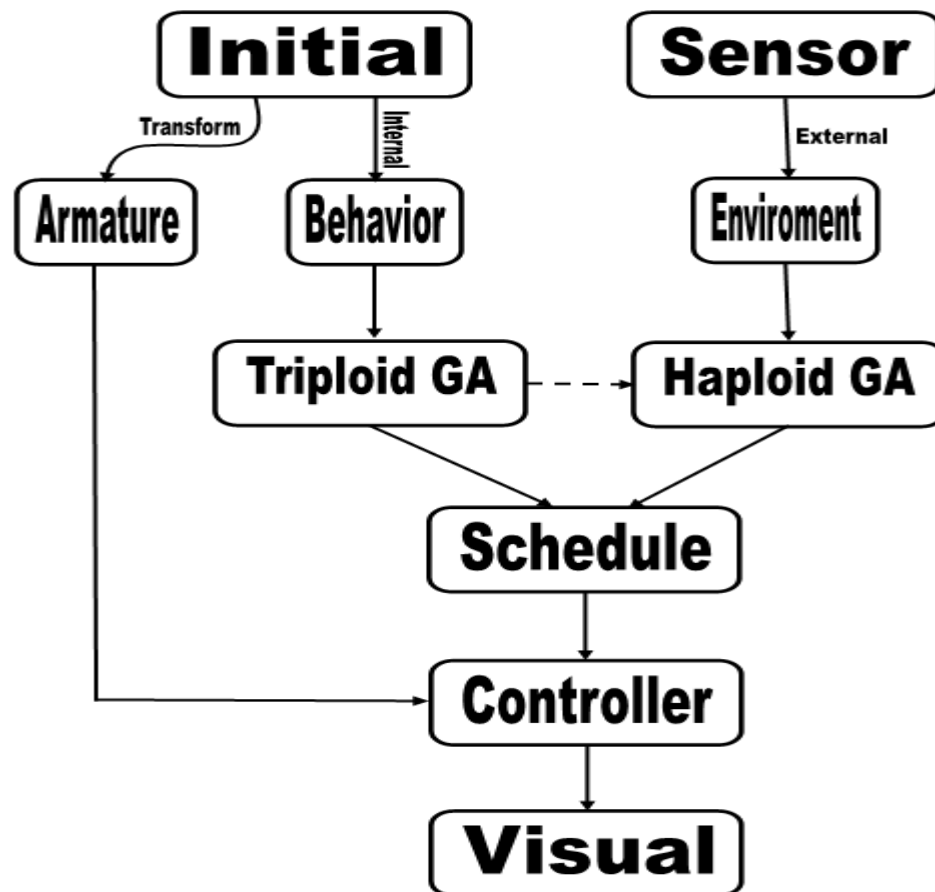 Initial
Sensor
Transform
Internal
External
Armature
Behavior
Enviroment
Triploid GA
Haploid GA
Schedule
Controller
Visual